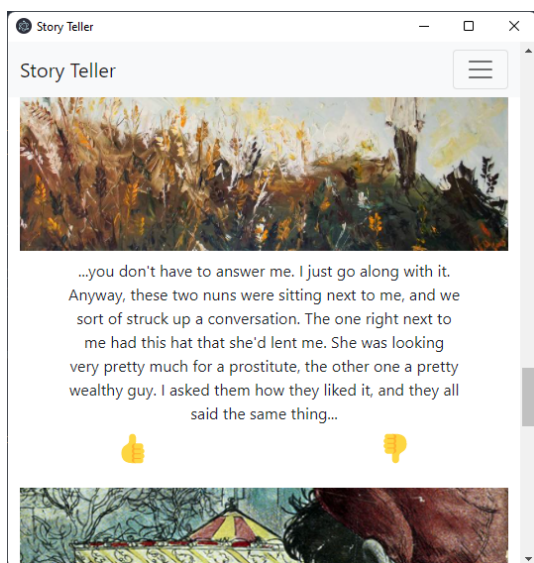 Story Teller
Story Teller
...you don't have to answer me. I just go along with it.
Anyway, these two nuns were sitting next to me, and we
sort of struck up a conversation. The one right next to
me had this hat that she'd lent me. She was looking
very pretty much for a prostitute, the other one a pretty
wealthy guy. I asked them how they liked it, and they all
said the same thing...